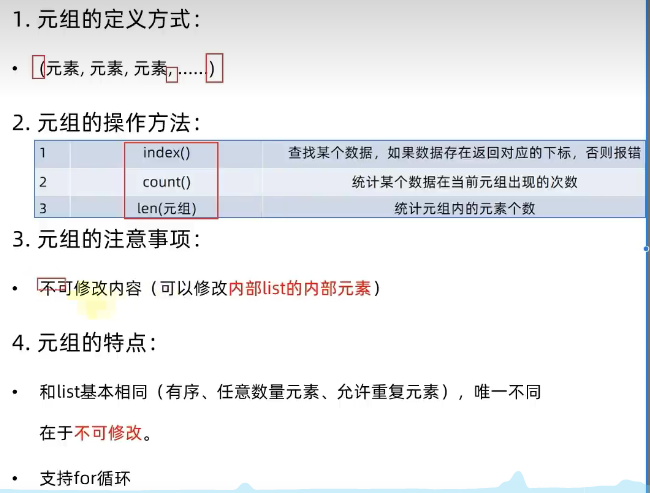 1. 元组的定义方式：
• (元素, 元素, 元素, ......)
2. 元组的操作方法：
1 index() 查找某个数据，如果数据存在返回对应的下标，否则报错
2 count() 统计某个数据在当前元组出现的次数
3 len(元组) 统计元组内的元素个数
3. 元组的注意事项：
• 不可修改内容（可以修改内部list的内部元素）
4. 元组的特点：
• 和list基本相同（有序、任意数量元素、允许重复元素），唯一不同
在于不可修改。
• 支持for循环